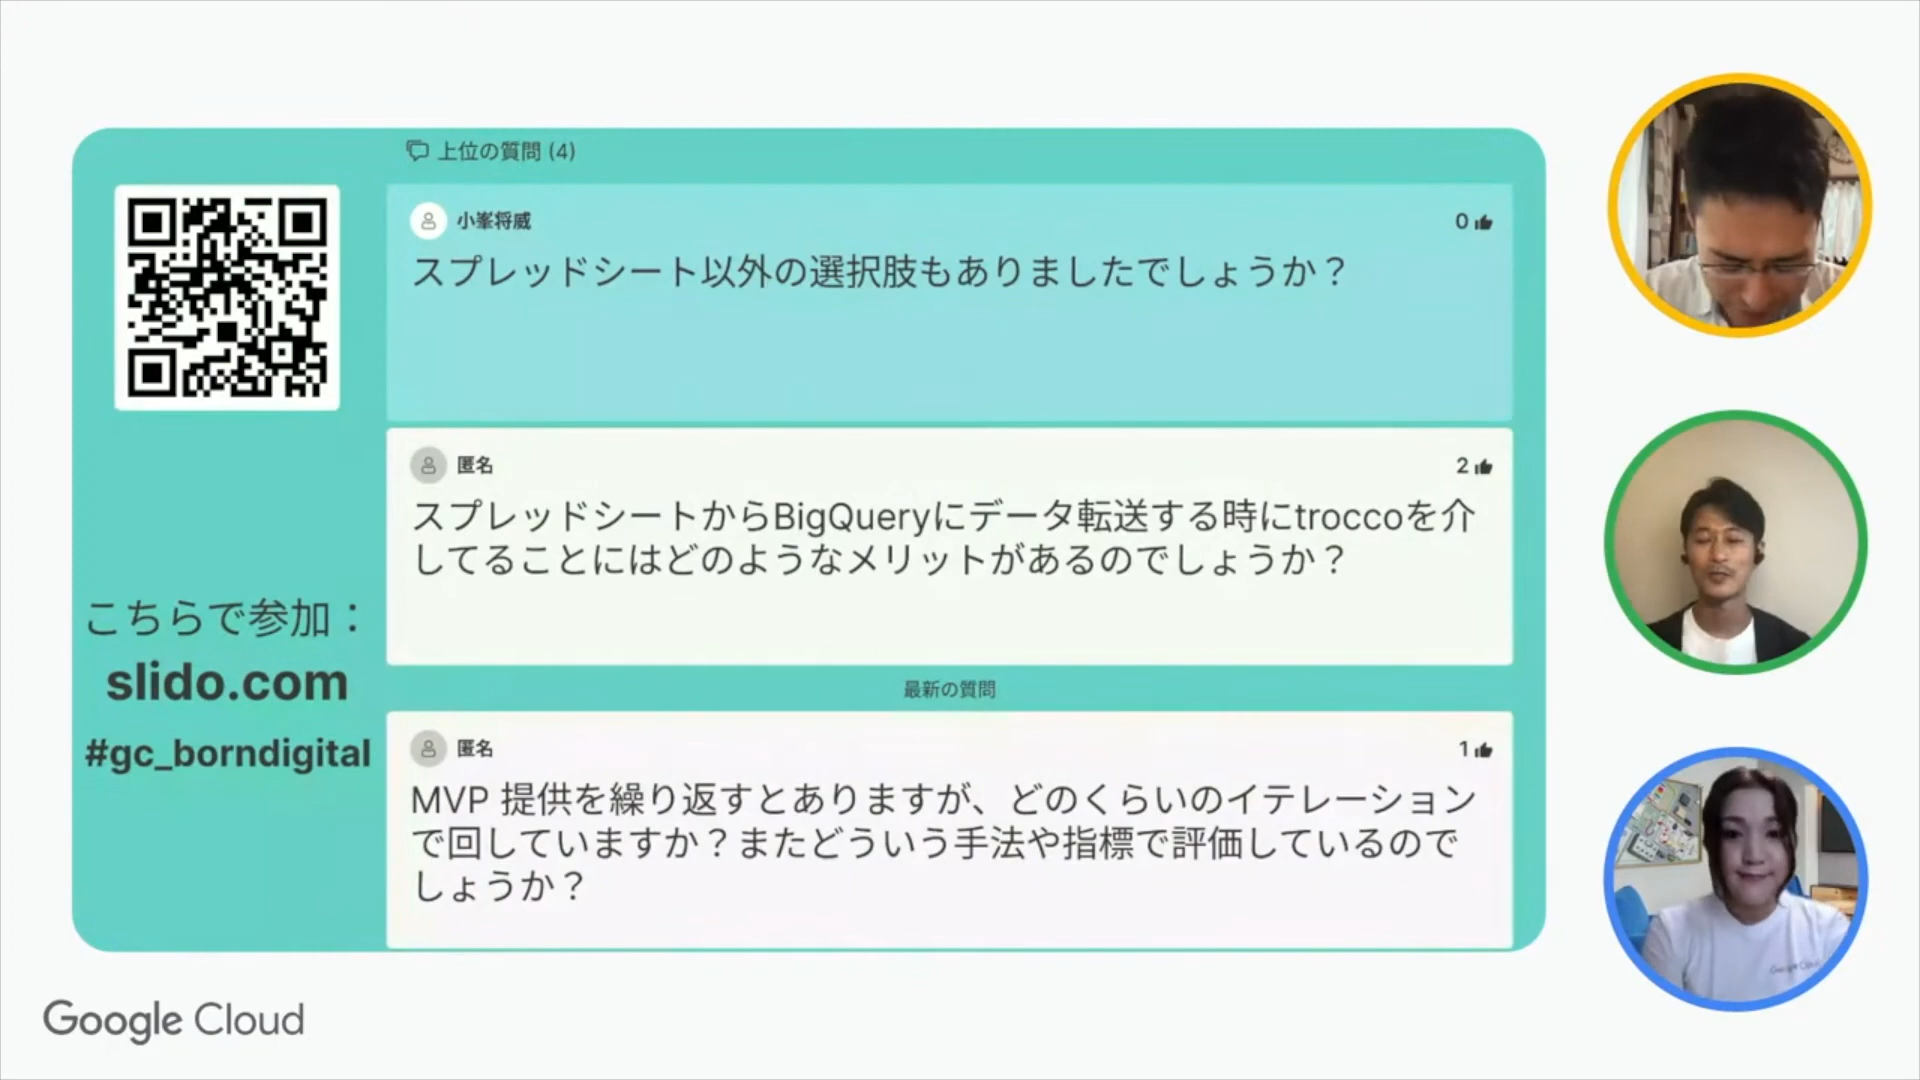 上位の質問 (4)
小峯将威
0
スプレッドシート以外の選択肢もありましたでしょうか？
匿名
2
スプレッドシートからBigQueryにデータ転送する時にtroccoを介
してることにはどのようなメリットがあるのでしょうか？
最新の質問
匿名
1
MVP 提供を繰り返すとありますが、どのくらいのイテレーション
で回していますか？またどういう手法や指標で評価しているので
しょうか？
こちらで参加：
slido.com
#gc_borndigital
Google Cloud
Google Cloud